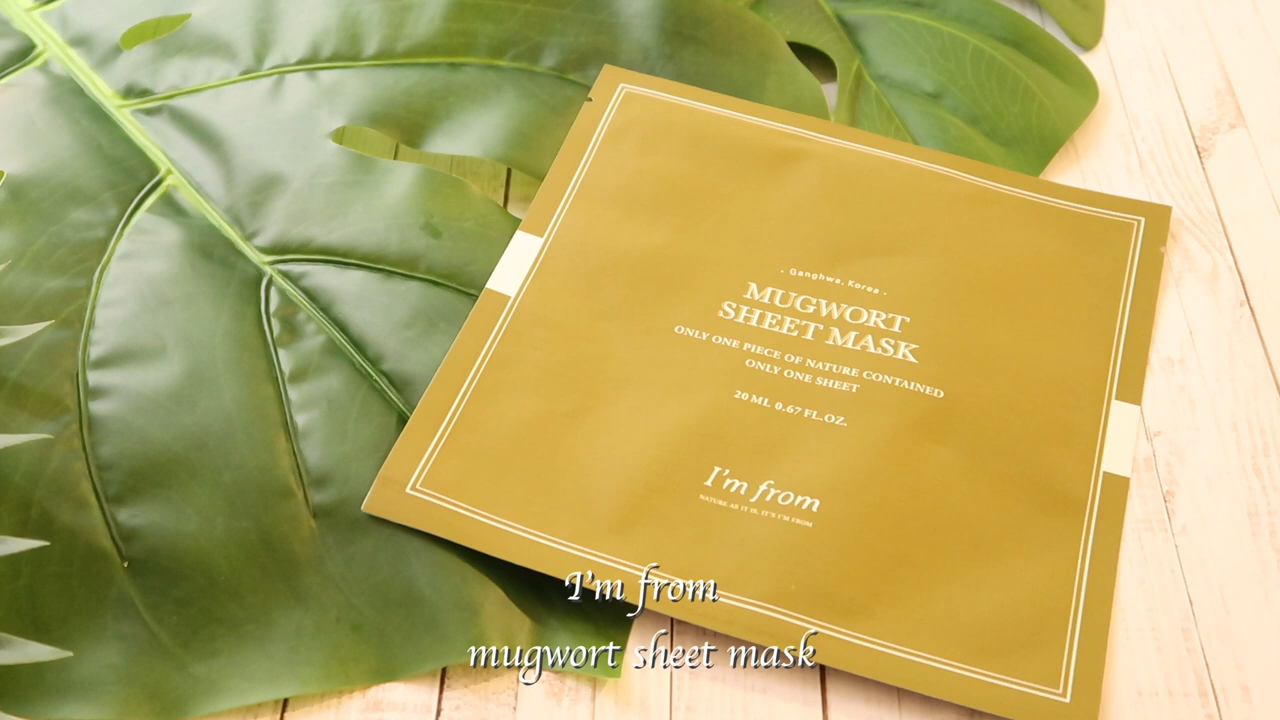 · Ganghwa, Korea ·
MUGWORT
SHEET MASK
ONLY ONE PIECE OF NATURE CONTAINED
ONLY ONE SHEET
20 ML 0.67 FL.OZ.
I'm from
NATURE AS IT IS, IT'S I'M FROM
I'm from
mugwort sheet mask